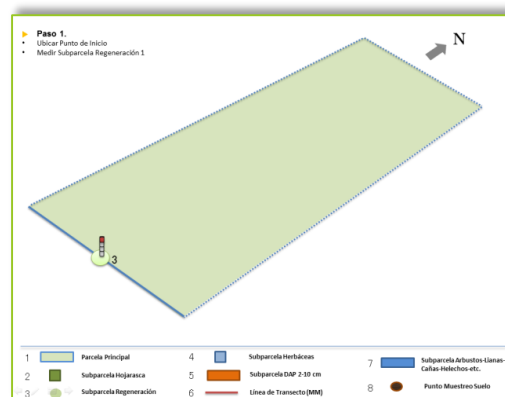 Paso 1.
Ubicar Punto de Inicio
Medir Subparcela Regeneración 1
N
3
1 Parcela Principal
2 Subparcela Hojarasca
3 Subparcela Regeneración
4 Subparcela Herbáceas
5 Subparcela DAP 2-10 cm
6 Línea de Transecto (MM)
7 Subparcela Arbustos-Lianas-
Cañas-Helechos-etc.
8 Punto Muestreo Suelo